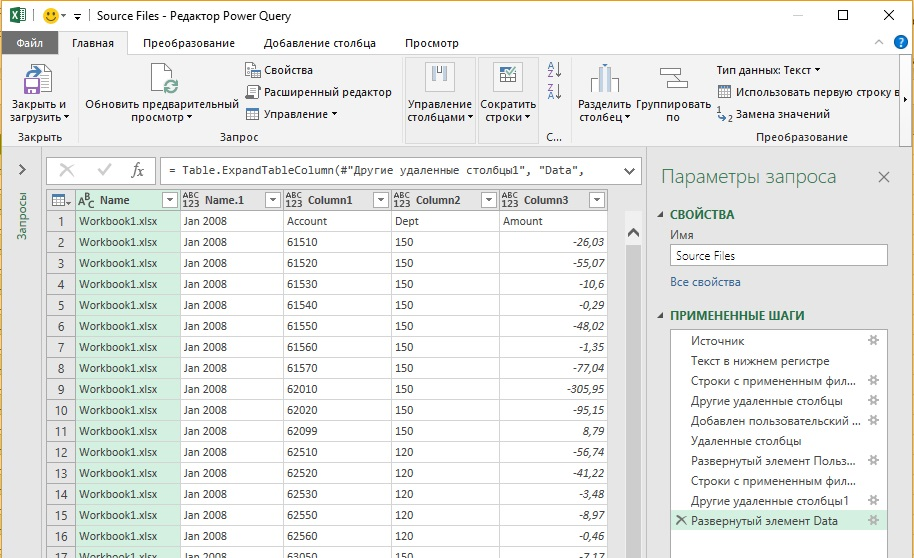 Source Files - Редактор Power Query
Файл Главная Преобразование Добавление столбца Просмотр
Закрыть и загрузить
Закрыть
Обновить предварительный просмотр
Свойства
Расширенный редактор
Управление
Запрос
Управление столбцами
Сократить строки
С...
Разделить столбец
Группировать по
Тип данных: Текст
Использовать первую строку в
Замена значений
Преобразование
Запросы
= Table.ExpandTableColumn(#"Другие удаленные столбцы1", "Data",
Name Name.1 Column1 Column2 Column3
1 Workbook1.xlsx Jan 2008 Account Dept Amount
2 Workbook1.xlsx Jan 2008 61510 150 -26,03
3 Workbook1.xlsx Jan 2008 61520 150 -55,07
4 Workbook1.xlsx Jan 2008 61530 150 -10,6
5 Workbook1.xlsx Jan 2008 61540 150 -0,29
6 Workbook1.xlsx Jan 2008 61550 150 -48,02
7 Workbook1.xlsx Jan 2008 61560 150 -1,35
8 Workbook1.xlsx Jan 2008 61570 150 -77,04
9 Workbook1.xlsx Jan 2008 62010 150 -305,95
10 Workbook1.xlsx Jan 2008 62020 150 -95,15
11 Workbook1.xlsx Jan 2008 62099 150 8,79
12 Workbook1.xlsx Jan 2008 62510 120 -56,74
13 Workbook1.xlsx Jan 2008 62520 120 -41,22
14 Workbook1.xlsx Jan 2008 62530 120 -3,48
15 Workbook1.xlsx Jan 2008 62550 120 -8,97
16 Workbook1.xlsx Jan 2008 62560 120 -0,46
17 Workbook1.xlsx Jan 2008 63050 120 -7,17
Параметры запроса
СВОЙСТВА
Имя
Source Files
Все свойства
ПРИМЕНЕННЫЕ ШАГИ
Источник
Текст в нижнем регистре
Строки с примененным фил...
Другие удаленные столбцы
Добавлен пользовательский ...
Удаленные столбцы
Развернутый элемент Польз...
Строки с примененным фил...
Другие удаленные столбцы1
Развернутый элемент Data